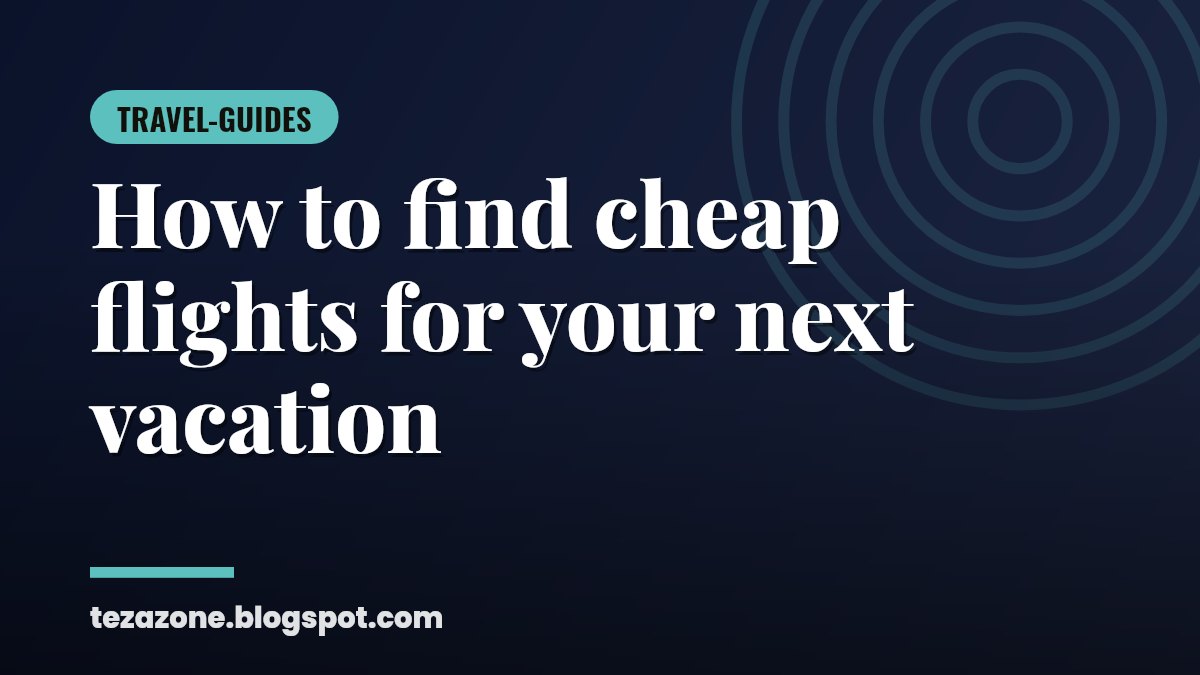 TRAVEL-GUIDES
How to find cheap
flights for your next
vacation
tezazone.blogspot.com